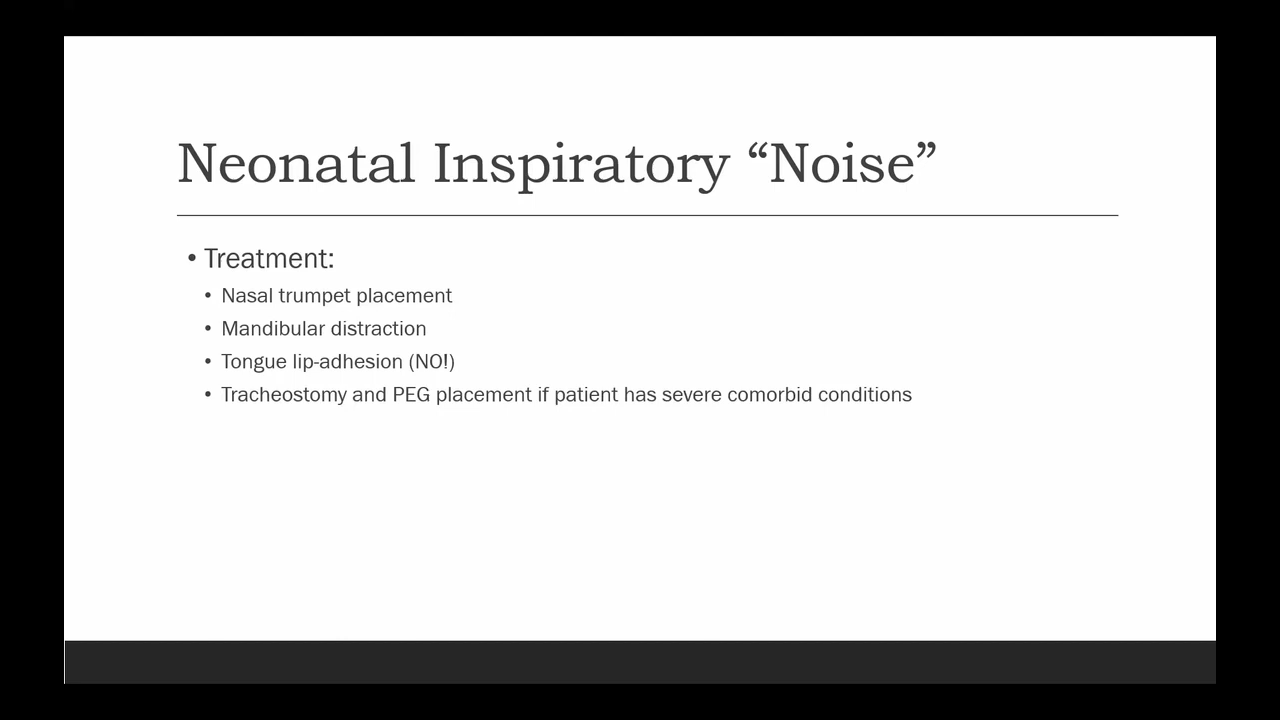 Neonatal Inspiratory “Noise”
• Treatment:
• Nasal trumpet placement
• Mandibular distraction
• Tongue lip-adhesion (NO!)
• Tracheostomy and PEG placement if patient has severe comorbid conditions